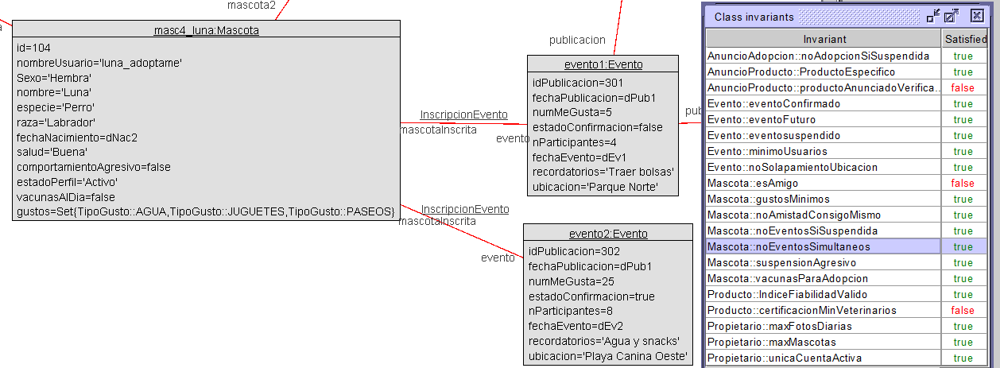 mascota2
masc4_luna:Mascota
id=104
nombreUsuario='luna_adoptame'
Sexo='Hembra'
nombre='Luna'
especie='Perro'
raza='Labrador'
fechaNacimiento=dNac2
salud='Buena'
comportamientoAgresivo=false
estadoPerfil='Activo'
vacunasAlDia=false
gustos=Set{TipoGusto::AGUA,TipoGusto::JUGUETES,TipoGusto::PASEOS}
InscripcionEvento
mascotaInscrita
evento
InscripcionEvento
mascotaInscrita
evento
publicacion
evento1:Evento
idPublicacion=301
fechaPublicacion=dPub1
numMeGusta=5
estadoConfirmacion=false
nParticipantes=4
fechaEvento=dEv1
recordatorios='Traer bolsas'
ubicacion='Parque Norte'
pub
evento2:Evento
idPublicacion=302
fechaPublicacion=dPub1
numMeGusta=25
estadoConfirmacion=true
nParticipantes=8
fechaEvento=dEv2
recordatorios='Agua y snacks'
ubicacion='Playa Canina Oeste'
Class invariants
Invariant Satisfied
AnuncioAdopcion::noAdopcionSiSuspendida true
AnuncioProducto::ProductoEspecifico true
AnuncioProducto::productoAnunciadoVerifica... false
Evento::eventoConfirmado true
Evento::eventoFuturo true
Evento::eventosuspendido true
Evento::minimoUsuarios true
Evento::noSolapamientoUbicacion true
Mascota::esAmigo false
Mascota::gustosMinimos true
Mascota::noAmistadConsigoMismo true
Mascota::noEventosSiSuspendida true
Mascota::noEventosSimultaneos true
Mascota::suspensionAgresivo true
Mascota::vacunasParaAdopcion true
Producto::IndiceFiabilidadValido true
Producto::certificacionMinVeterinarios false
Propietario::maxFotosDiarias true
Propietario::maxMascotas true
Propietario::unicaCuentaActiva true